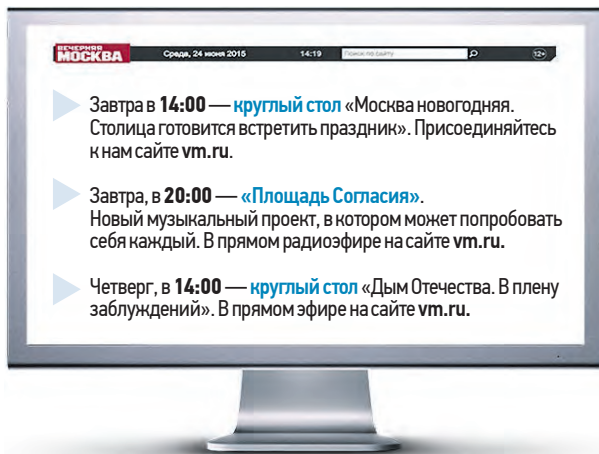 ВЕЧЕРНЯЯ
МОСКВА
Среда, 24 июня 2015 14:19 Поиск по сайту 12+
Завтра в 14:00 — круглый стол «Москва новогодняя.
Столица готовится встретить праздник». Присоединяйтесь
к нам сайте vm.ru.
Завтра, в 20:00 — «Площадь Согласия».
Новый музыкальный проект, в котором может попробовать
себя каждый. В прямом радиоэфире на сайте vm.ru.
Четверг, в 14:00 — круглый стол «Дым Отечества. В плену
заблуждений». В прямом эфире на сайте vm.ru.